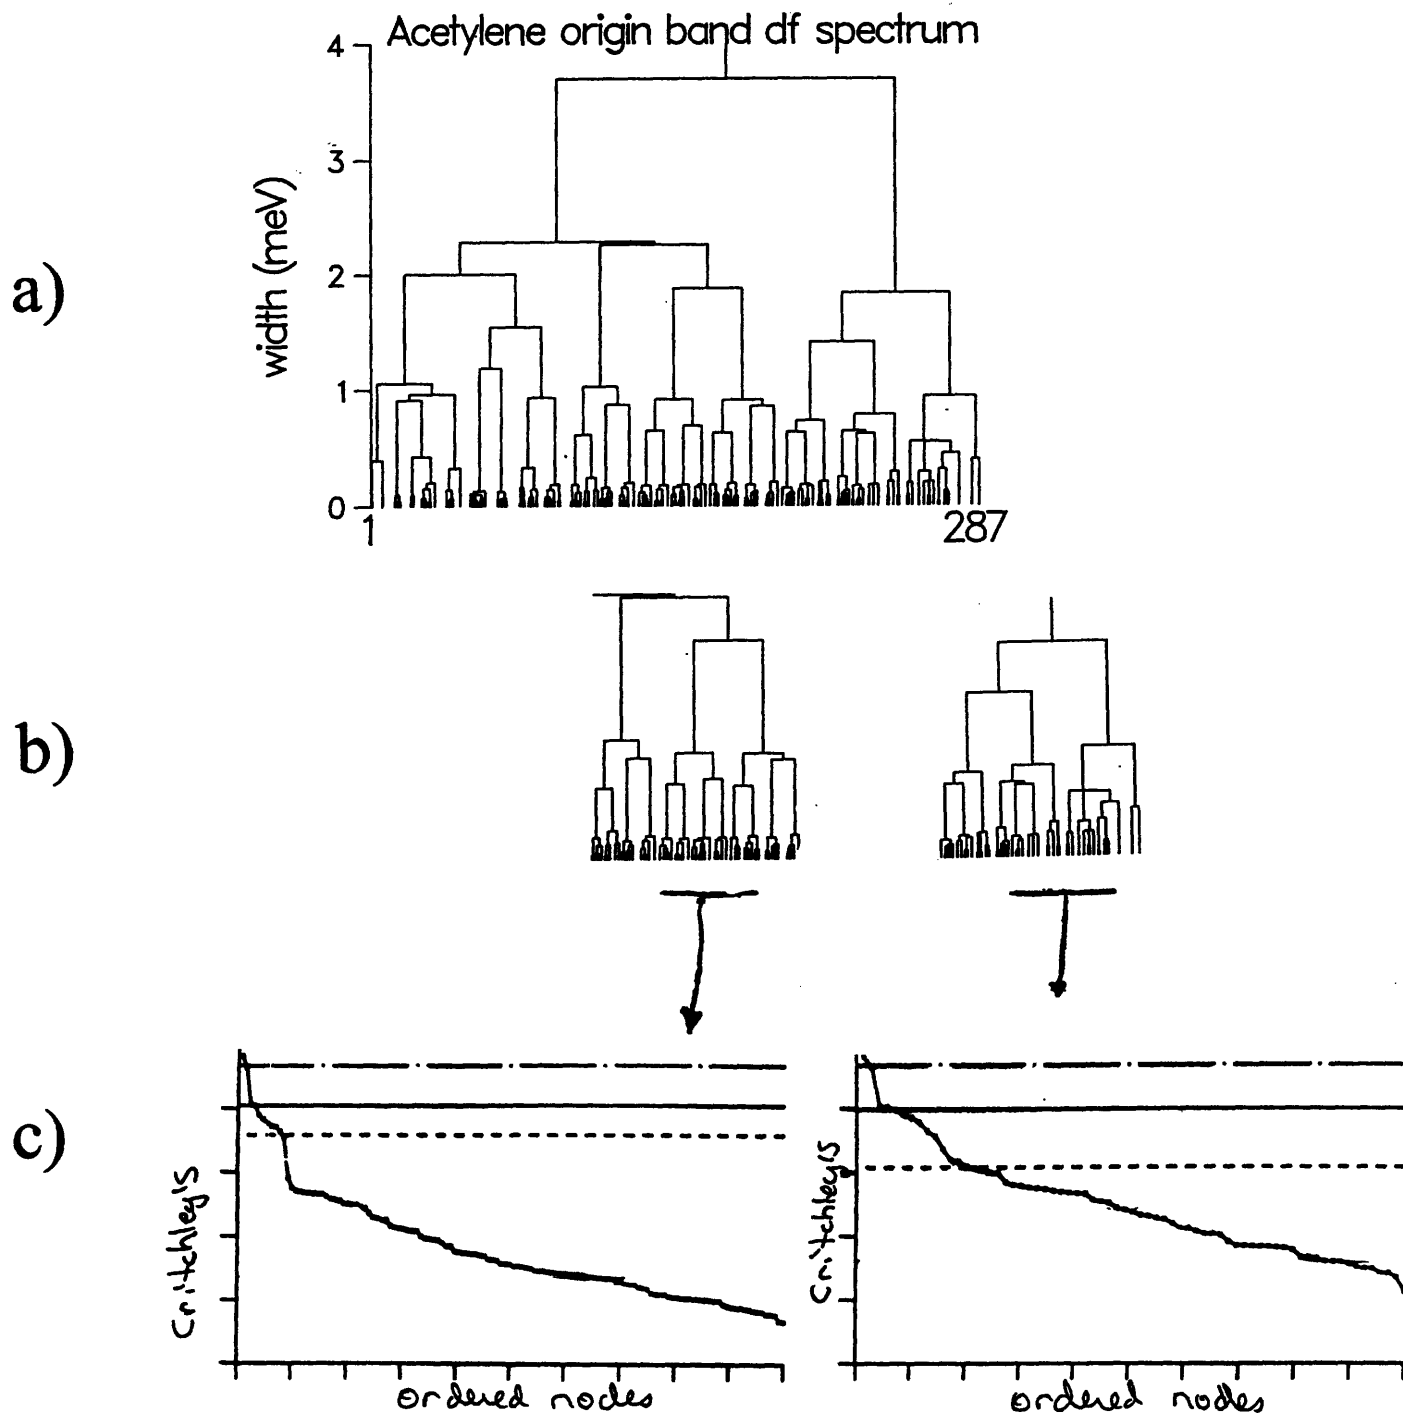 Acetylene origin band df spectrum
4
3
2
1
0
width (meV)
1
287
a)
b)
c)
Critchley's
ordered nodes
Critchley's
ordered nodes